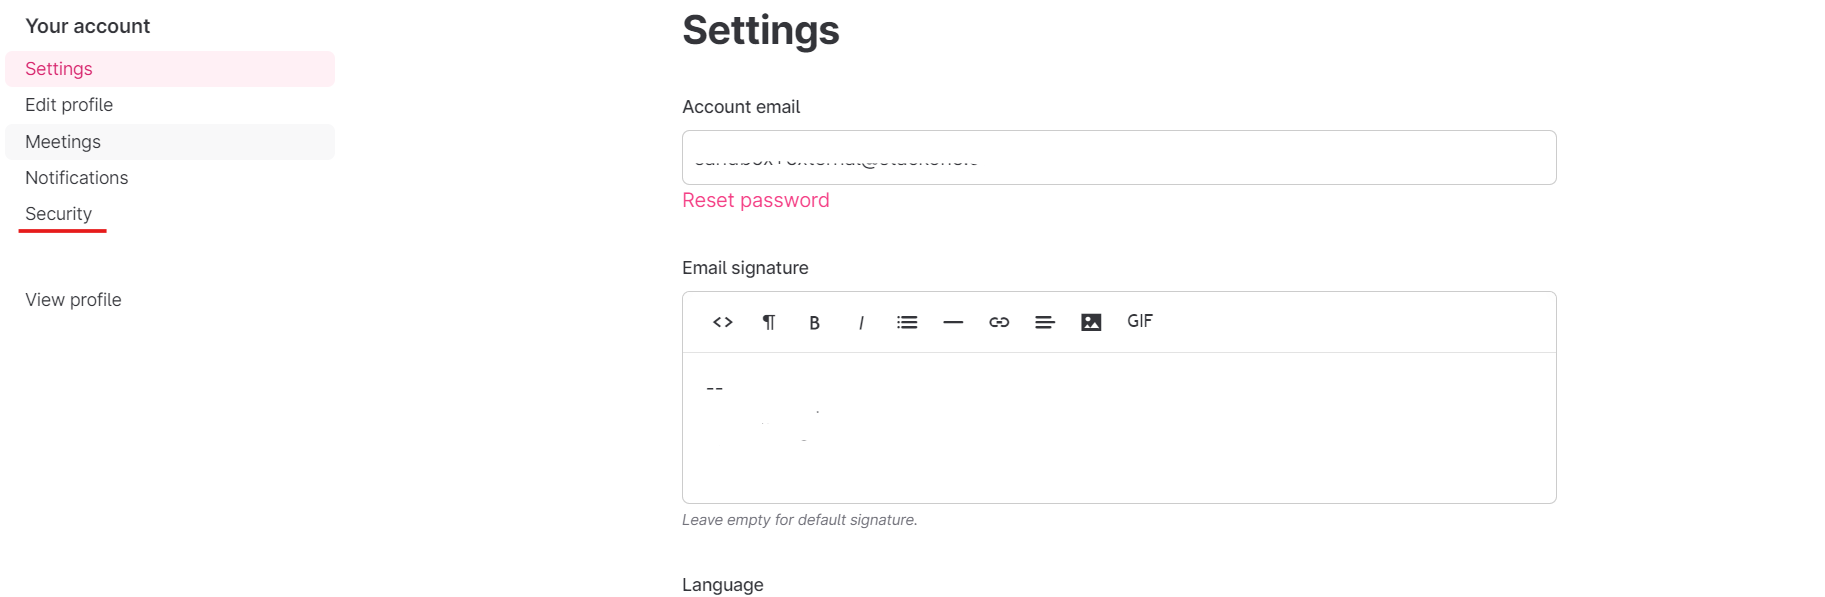 Your account
Settings
Edit profile
Meetings
Notifications
Security
View profile
Settings
Account email
Reset password
Email signature
B I GIF
--
Leave empty for default signature.
Language